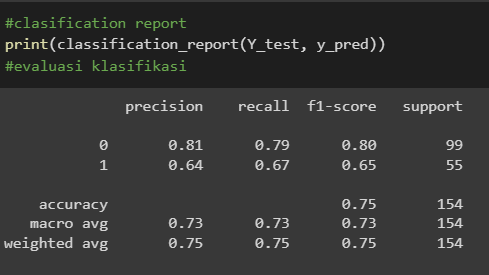 #clasification report
print(classification_report(Y_test, y_pred))
#evaluasi klasifikasi
precision recall f1-score support
0 0.81 0.79 0.80 99
1 0.64 0.67 0.65 55
accuracy 0.75 154
macro avg 0.73 0.73 0.73 154
weighted avg 0.75 0.75 0.75 154